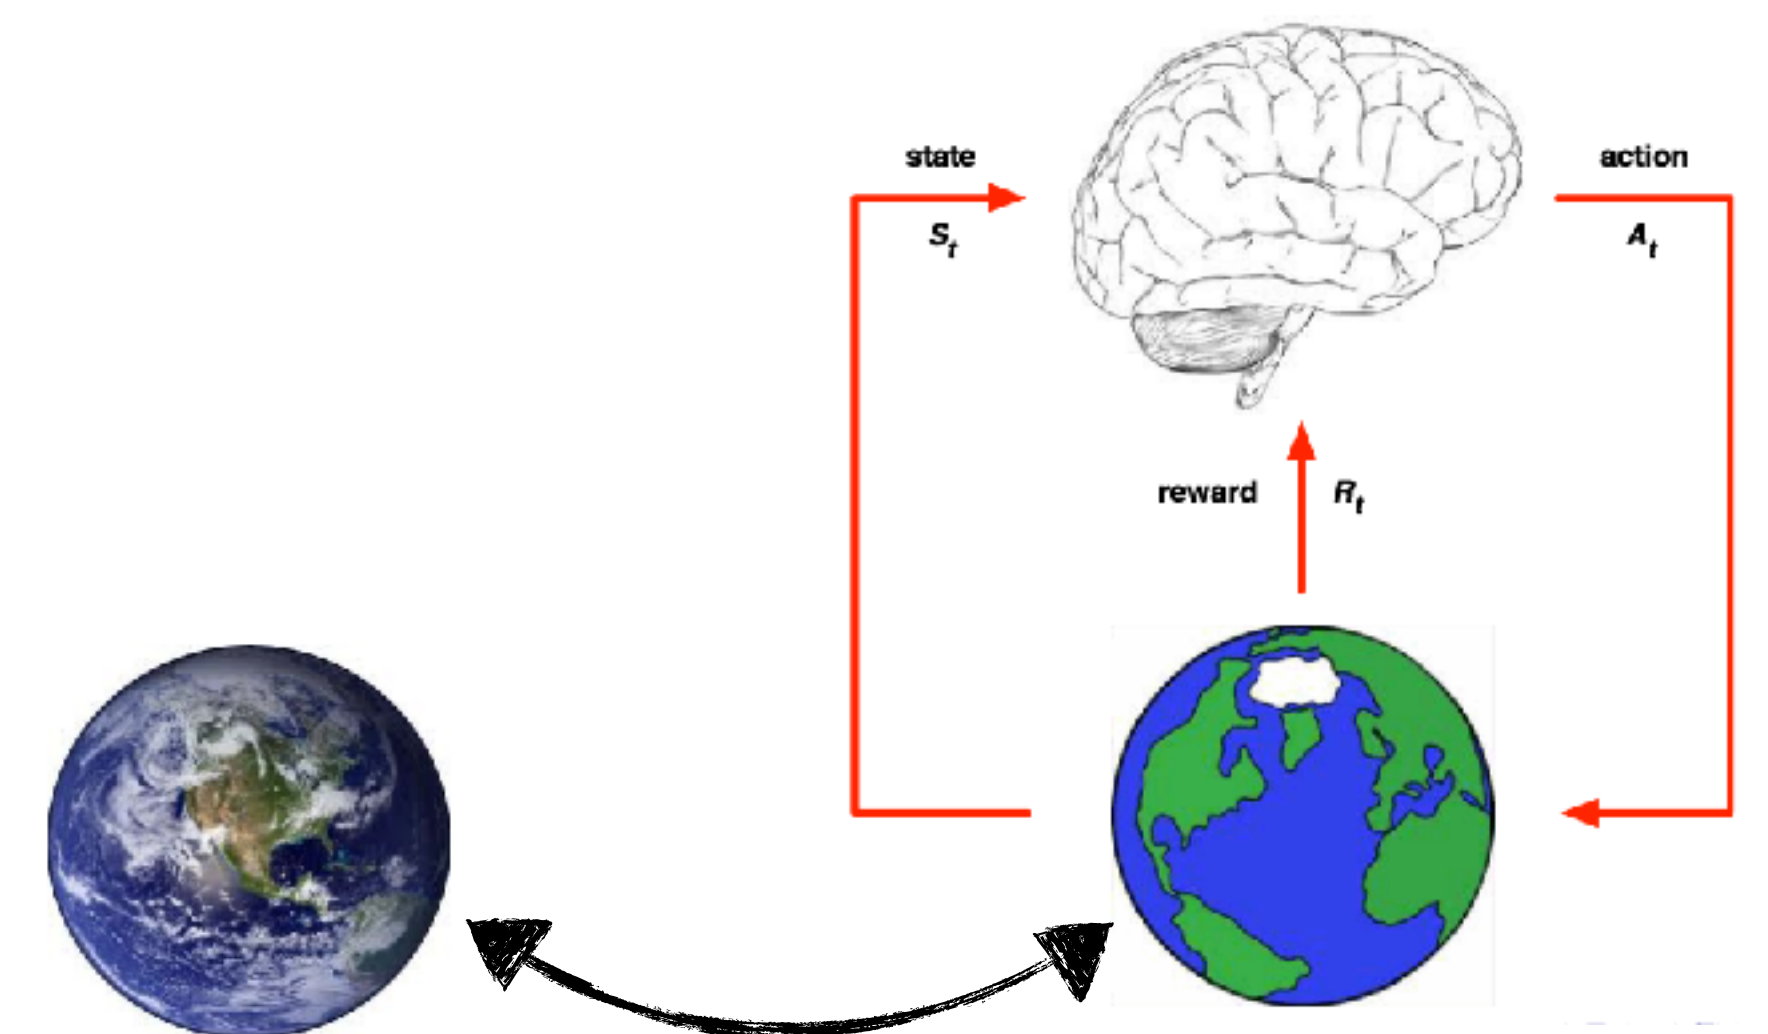 state
S_t
action
A_t
reward R_t